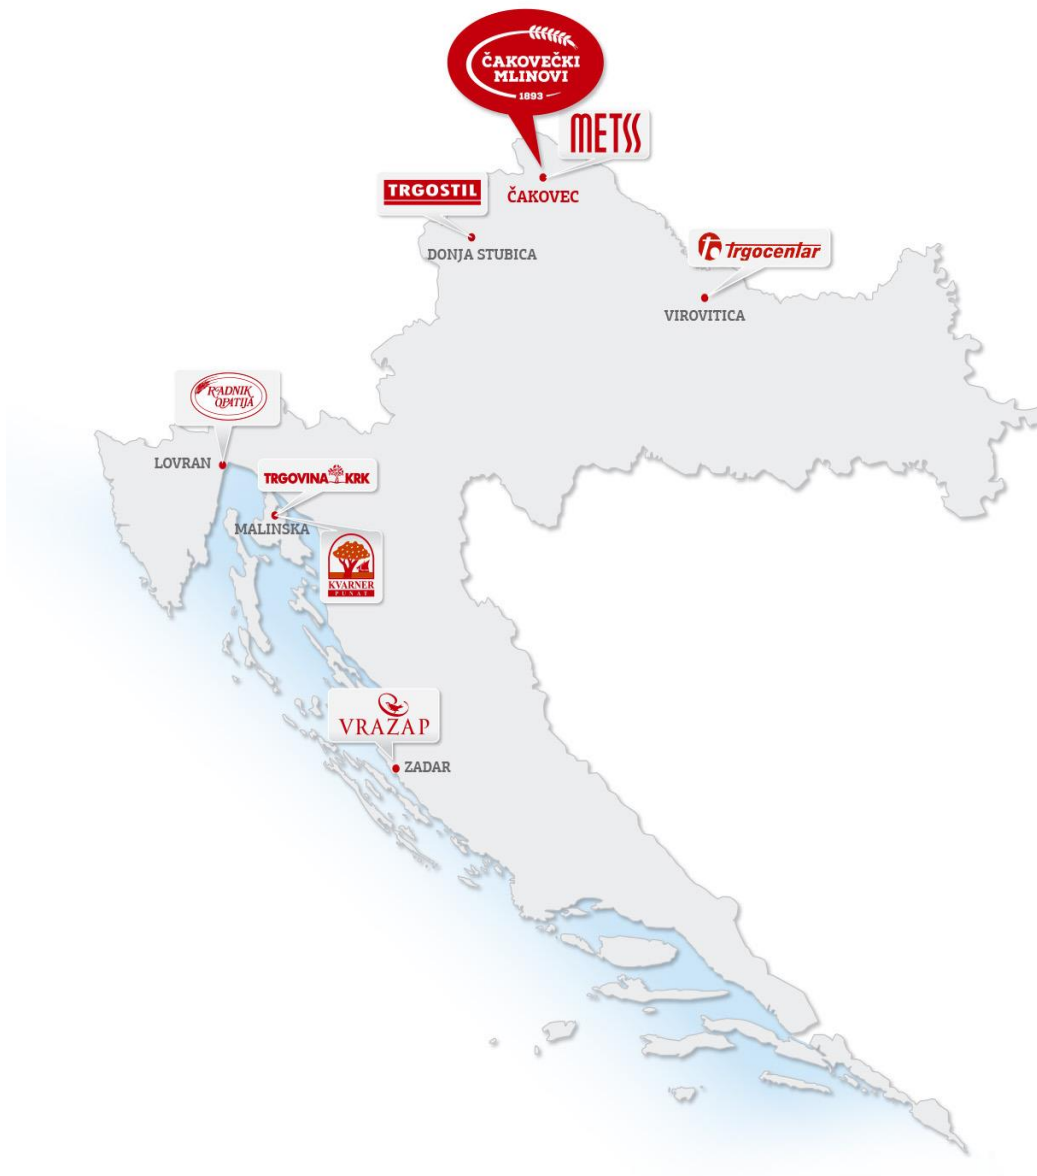 ČAKOVEČKI
MLINOVI
1893
METSS
TRGOSTIL
ČAKOVEC
DONJA STUBICA
trgocentar
VIROVITICA
RADNIK
OPATIJA
LOVRAN
TRGOVINA KRK
MALINSKA
KVARNER
PUNAT
VRAZAP
ZADAR